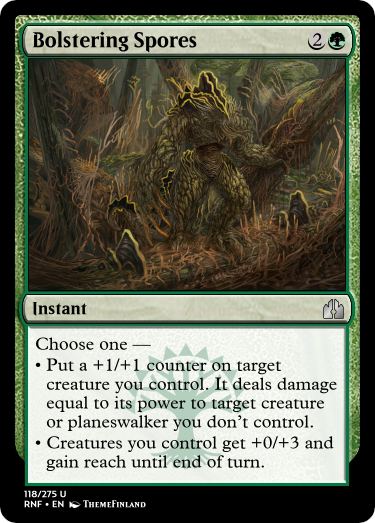 Bolstering Spores 2
Instant
Choose one —
• Put a +1/+1 counter on target
creature you control. It deals damage
equal to its power to target creature
or planeswalker you don't control.
• Creatures you control get +0/+3 and
gain reach until end of turn.
118/275 U
RNF • EN ThemeFinland